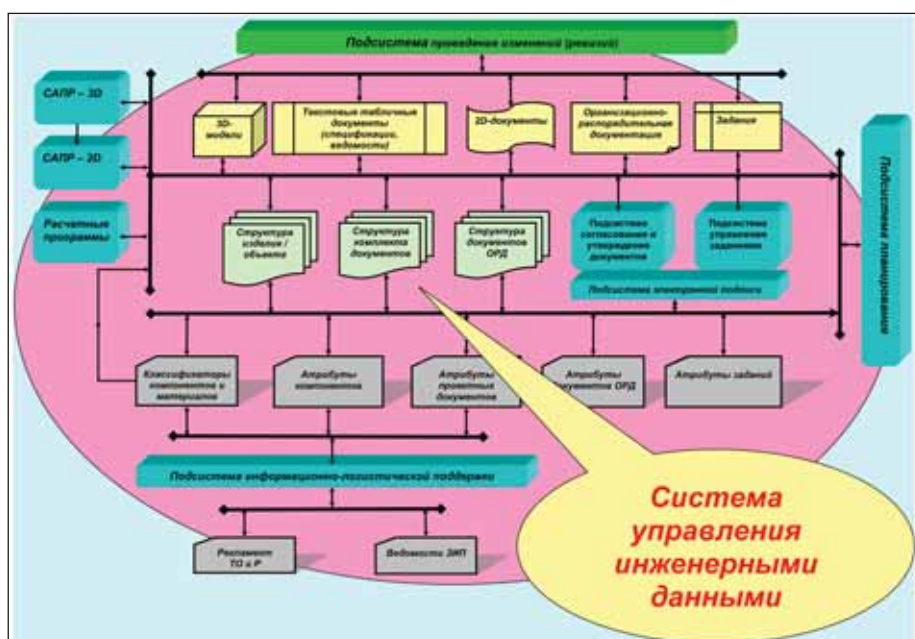 Подсистема проведения изменений (ревизий)
САПР – 3D
САПР – 2D
Расчетные
программы
3D-
модели
Текстовые табличные
документы
(спецификации,
ведомости)
2D-документы
Организационно-
распорядительная
документация
Задания
Структура
изделия /
объекта
Структура
комплекта
документов
Структура
документов
ОРД
Подсистема
согласования и
утверждения
документов
Подсистема
управления
заданиями
Подсистема электронной подписи
Подсистема планирования
Классификаторы
компонентов и
материалов
Атрибуты
компонентов
Атрибуты
проектных
документов
Атрибуты
документов ОРД
Атрибуты заданий
Подсистема информационно-логистической поддержки
Регламент
ТО и Р
Ведомости ЗИП
Система
управления
инженерными
данными